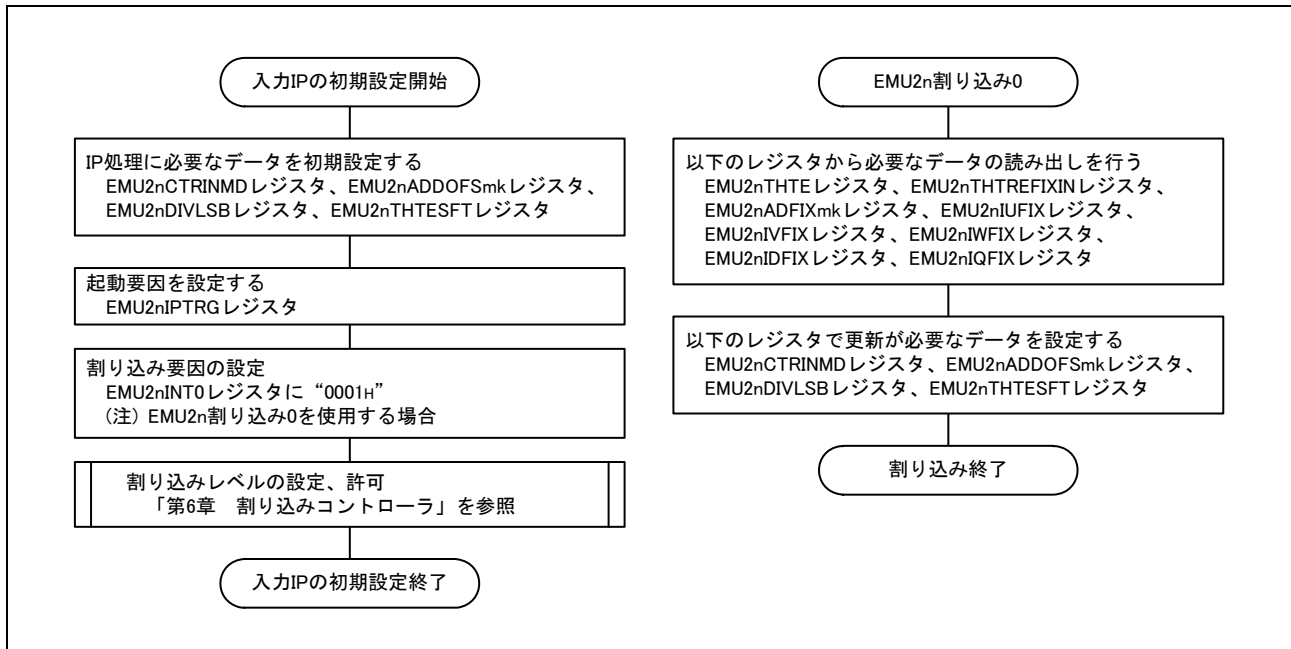 入力IPの初期設定開始
IP処理に必要なデータを初期設定する
EMU2nCTRINMDレジスタ、EMU2nADDOFSmkレジスタ、
EMU2nDIVLSBレジスタ、EMU2nTHTESFTレジスタ
起動要因を設定する
EMU2nIPTRGレジスタ
割り込み要因の設定
EMU2nINT0レジスタに“0001H”
(注) EMU2n割り込み0を使用する場合
割り込みレベルの設定、許可
「第6章 割り込みコントローラ」を参照
入力IPの初期設定終了
EMU2n割り込み0
以下のレジスタから必要なデータの読み出しを行う
EMU2nTHTEレジスタ、EMU2nTHTREFIXINレジスタ、
EMU2nADFIXmkレジスタ、EMU2nIUFIXレジスタ、
EMU2nIVFIXレジスタ、EMU2nIWFIXレジスタ、
EMU2nIDFIXレジスタ、EMU2nIQFIXレジスタ
以下のレジスタで更新が必要なデータを設定する
EMU2nCTRINMDレジスタ、EMU2nADDOFSmkレジスタ、
EMU2nDIVLSBレジスタ、EMU2nTHTESFTレジスタ
割り込み終了